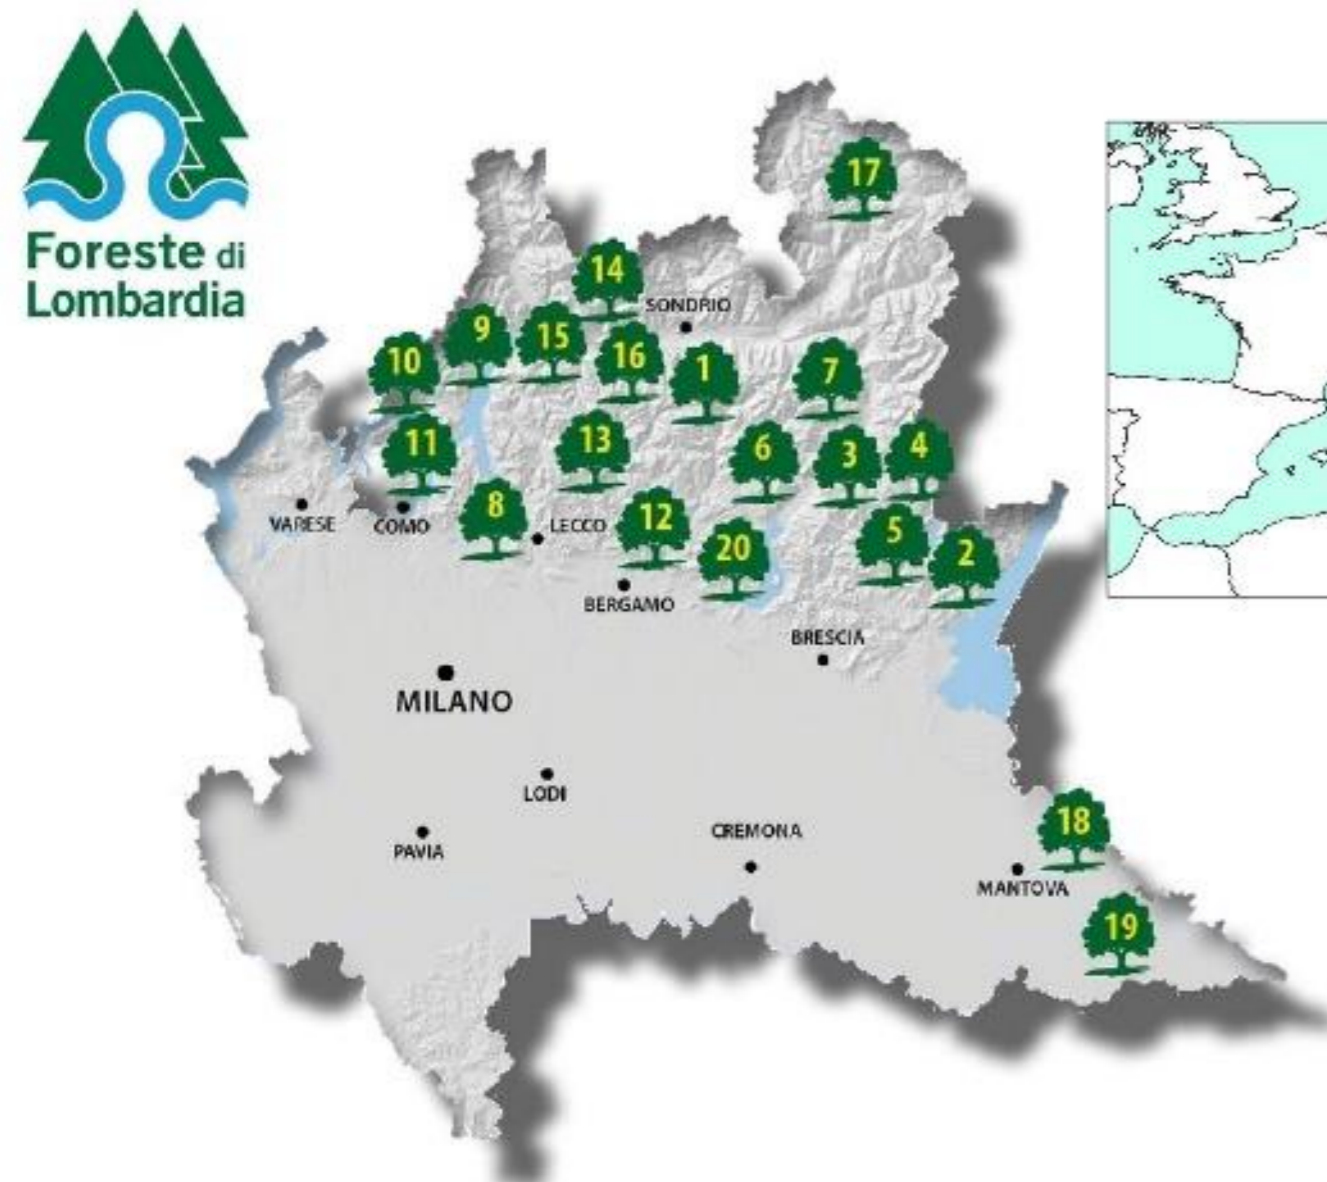 Foreste di
Lombardia
17
14
SONDRIO
9
15
10
16
1
7
11
13
6
3
4
VARESE
COMO
8
LECCO
12
20
5
2
BERGAMO
BRESCIA
MILANO
LODI
PAVIA
CREMONA
18
MANTOVA
19